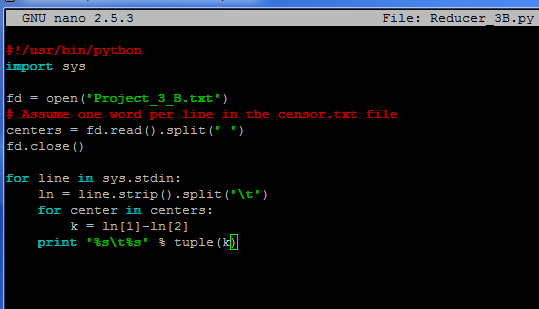 GNU nano 2.5.3 File: Reducer_3B.py
#!/usr/bin/python
import sys
fd = open('Project_3_B.txt')
# Assume one word per line in the censor.txt file
centers = fd.read().split(' ')
fd.close()
for line in sys.stdin:
    ln = line.strip().split('\t')
    for center in centers:
        k = ln[1]-ln[2]
    print '%s\t%s' % tuple(k)